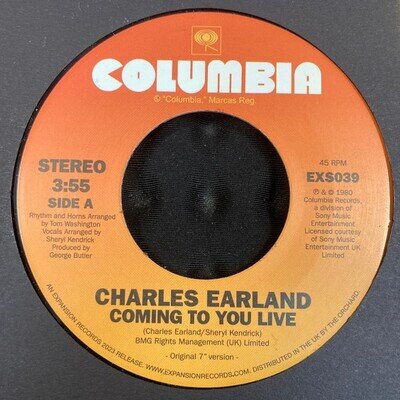 COLUMBIA
® "Columbia," Marcas Reg.
STEREO
3:55
SIDE A
Rhythm and Horns Arranged
by Tom Washington
Vocals Arranged by
Sheryl Kendrick
Produced by
George Butler
45 RPM
EXS039
℗ & © 1980
Columbia Records,
a division of
Sony Music
Entertainment
Licensed courtesy
of Sony Music
Entertainment UK
Limited
CHARLES EARLAND
COMING TO YOU LIVE
(Charles Earland/Sheryl Kendrick)
BMG Rights Management (UK) Limited
- Original 7" version -
AN EXPANSION RECORDS 2023 RELEASE. WWW.EXPANSIONRECORDS.COM. DISTRIBUTED IN THE UK BY THE ORCHARD.